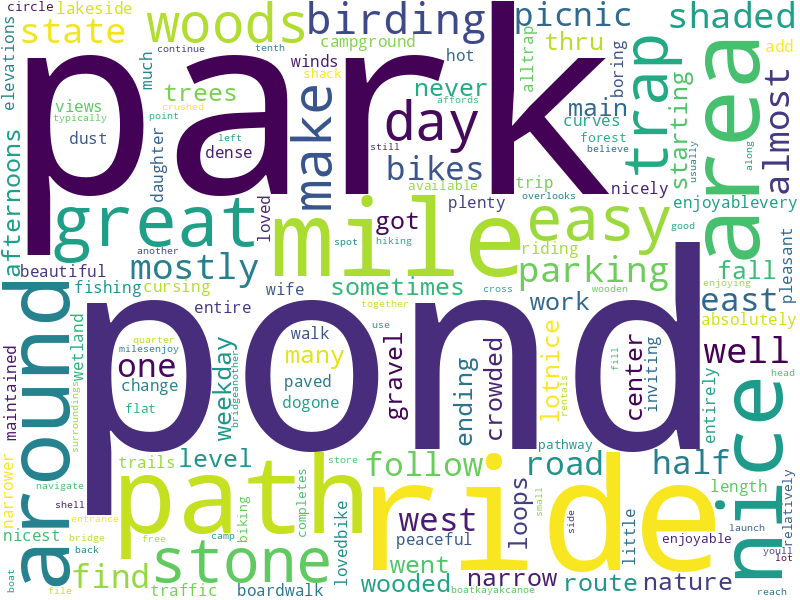 circle
lakeside
state
woods
birding
picnic
shaded
elevations
winds
campground
alltrap
thru
boring
add
continue
tenth
shack
hot
park
much
trees
views
typically
crushed
never
affords
main
curves
trap
area
almost
dust
point
daughter
left
dense
make
day
still
forest
believe
starting
usually
along
afternoons
bikes
available
trip
overlooks
nicely
great
loved
got
plenty
easy
enjoyablevery
another
spot
hiking
mile
riding
good
pleasant
beautiful
mostly
fishing
cursing
wife
sometimes
together
cross
parking
wooden
work
fall
enjoying
east
absolutely
around
entire
use
pond
maintained
wetland
quarter
milesenjoy
bridgeanother
one
change
flat
weekday
walk
many
paved
dogone
gravel
ending
crowded
lotnice
rentals
center
inviting
fill
well
head
nice
surroundings
narrower
trails
level
path
store
follow
ride
pathway
road
half
entirely
length
relatively
navigate
shell
entrance
nicest
bridge
back
stone
biking
completes
free
camp
lovedbike
west
peaceful
loops
small
side
little
enjoyable
launch
youll
lot
boat
file
find
traffic
boardwalk
went
wooded
boatkayakcanoe
narrow
route
nature
reach